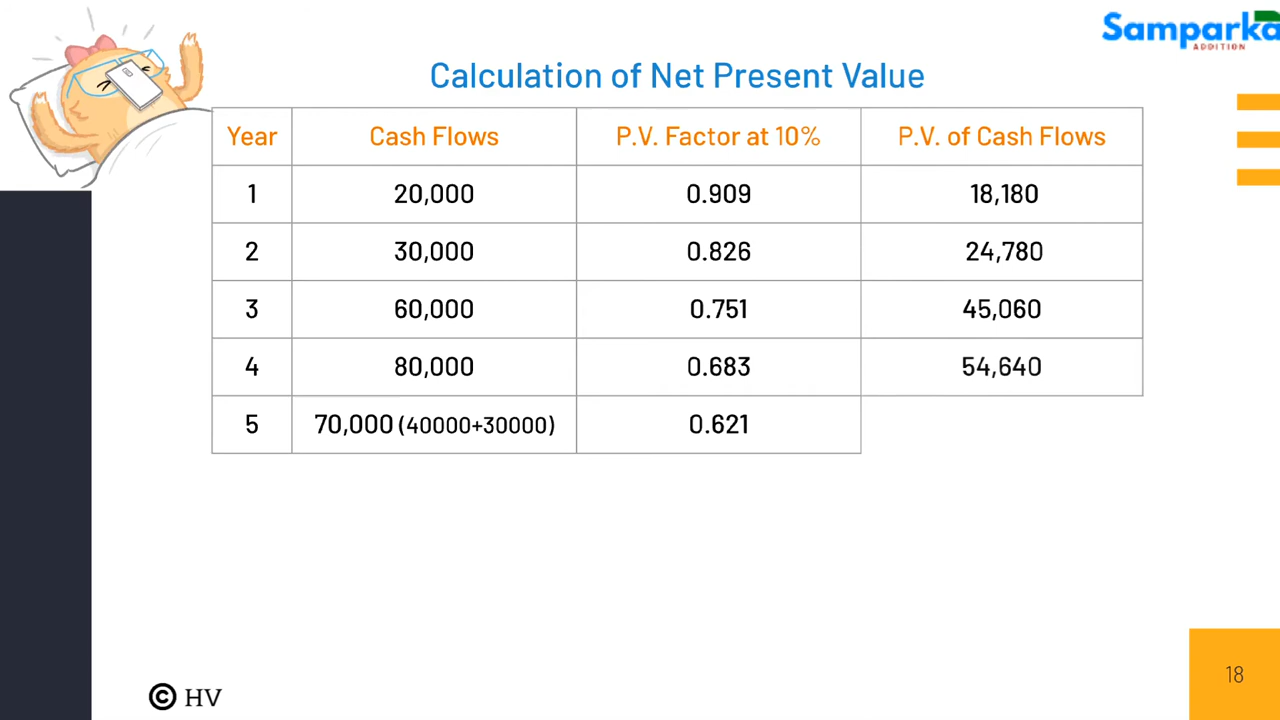 Samparka
ADDITION
Calculation of Net Present Value
Year Cash Flows P.V. Factor at 10% P.V. of Cash Flows
1 20,000 0.909 18,180
2 30,000 0.826 24,780
3 60,000 0.751 45,060
4 80,000 0.683 54,640
5 70,000 (40000+30000) 0.621
18
© HV